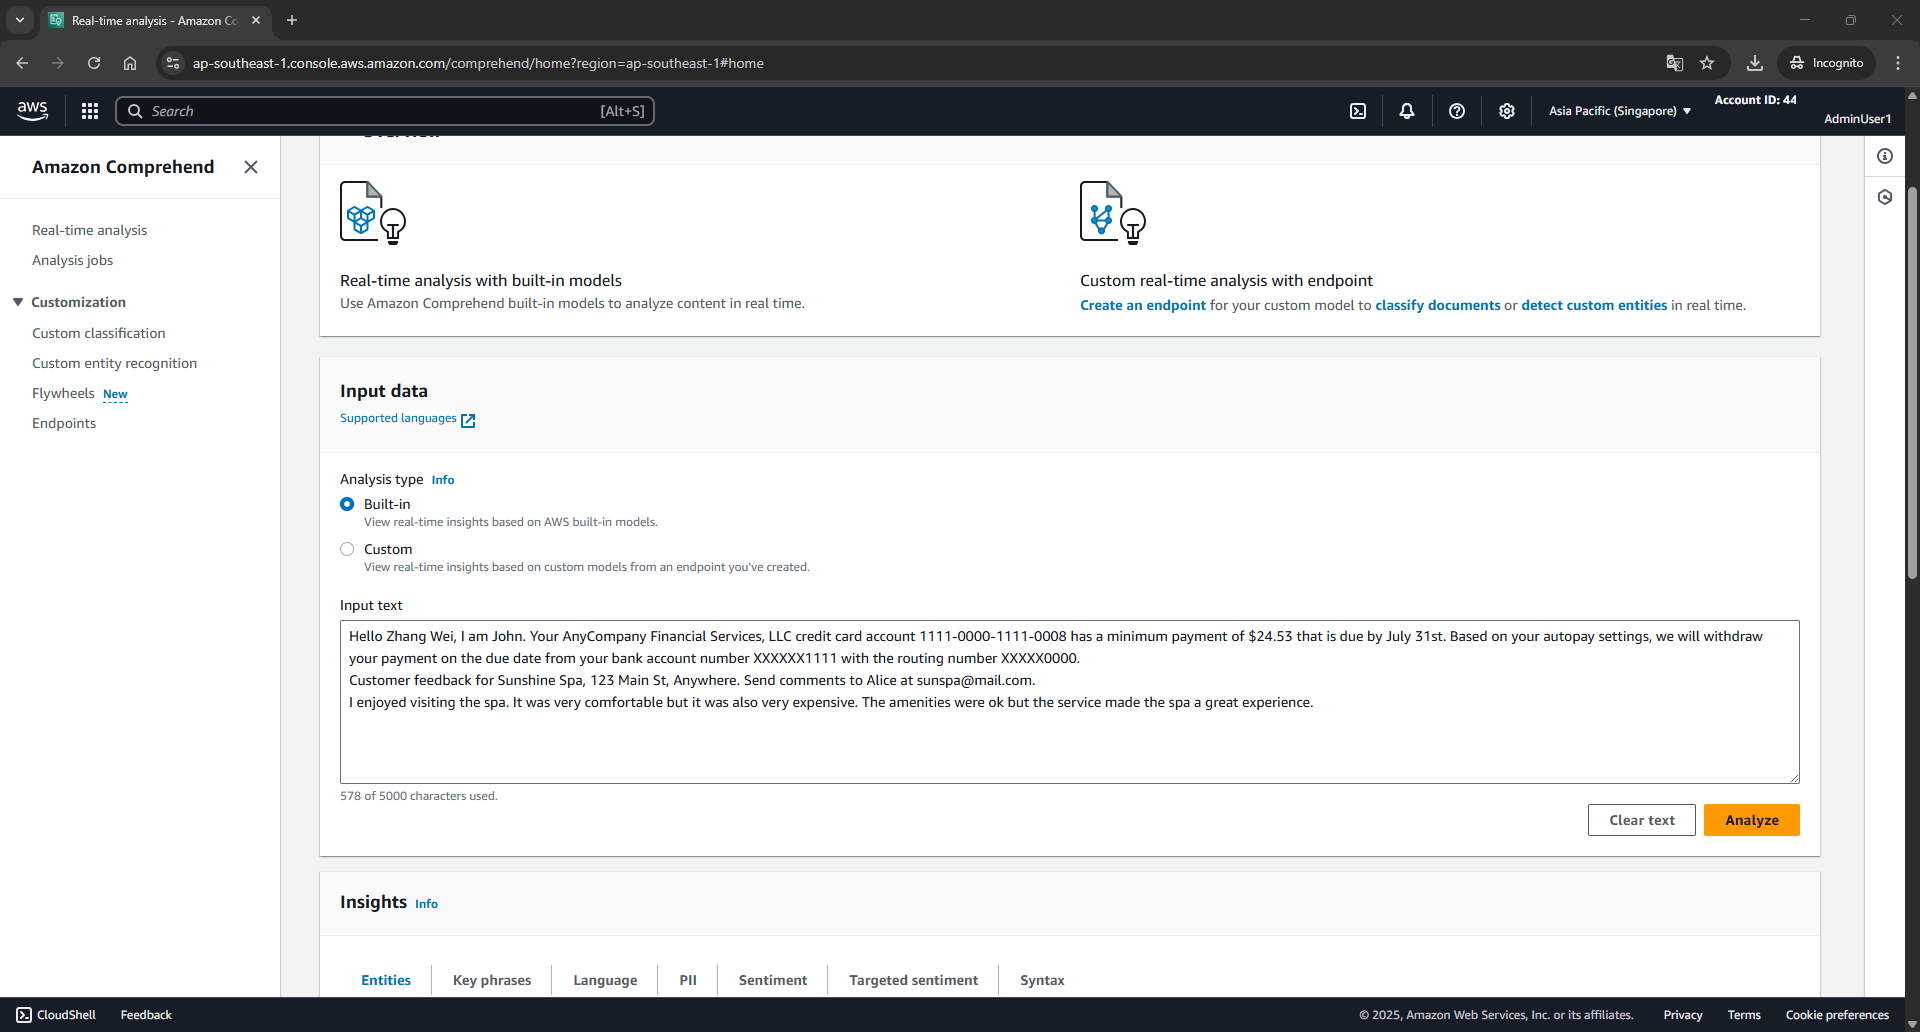 Real-time analysis - Amazon Co
ap-southeast-1.console.aws.amazon.com/comprehend/home?region=ap-southeast-1#home
Incognito
aws
Search
[Alt+S]
Asia Pacific (Singapore)
Account ID: 44
AdminUser1
Amazon Comprehend
Real-time analysis
Analysis jobs
Customization
Custom classification
Custom entity recognition
Flywheels New
Endpoints
Overview
Real-time analysis with built-in models
Use Amazon Comprehend built-in models to analyze content in real time.
Custom real-time analysis with endpoint
Create an endpoint for your custom model to classify documents or detect custom entities in real time.
Input data
Supported languages
Analysis type Info
Built-in
View real-time insights based on AWS built-in models.
Custom
View real-time insights based on custom models from an endpoint you've created.
Input text
Hello Zhang Wei, I am John. Your AnyCompany Financial Services, LLC credit card account 1111-0000-1111-0008 has a minimum payment of $24.53 that is due by July 31st. Based on your autopay settings, we will withdraw
your payment on the due date from your bank account number XXXXXX1111 with the routing number XXXXX0000.
Customer feedback for Sunshine Spa, 123 Main St, Anywhere. Send comments to Alice at sunspa@mail.com.
I enjoyed visiting the spa. It was very comfortable but it was also very expensive. The amenities were ok but the service made the spa a great experience.
578 of 5000 characters used.
Clear text
Analyze
Insights Info
Entities
Key phrases
Language
PII
Sentiment
Targeted sentiment
Syntax
CloudShell
Feedback
© 2025, Amazon Web Services, Inc. or its affiliates.
Privacy
Terms
Cookie preferences